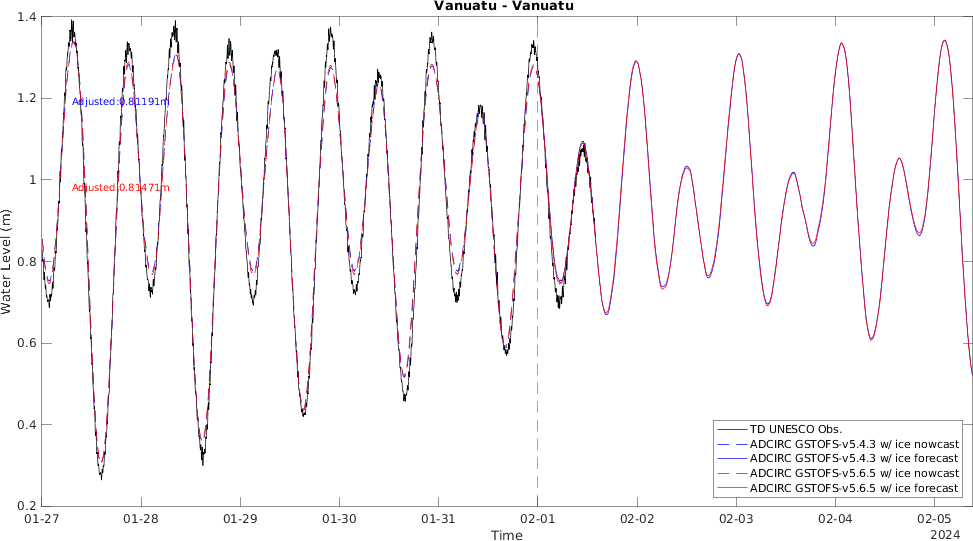 Vanuatu - Vanuatu
1.4
1.2
1
0.8
0.6
0.4
0.2
Water Level (m)
Adjusted:0.81191m
Adjusted:0.81471m
TD UNESCO Obs.
ADCIRC GSTOFS-v5.4.3 w/ ice nowcast
ADCIRC GSTOFS-v5.4.3 w/ ice forecast
ADCIRC GSTOFS-v5.6.5 w/ ice nowcast
ADCIRC GSTOFS-v5.6.5 w/ ice forecast
01-27 01-28 01-29 01-30 01-31 02-01 02-02 02-03 02-04 02-05
Time
2024